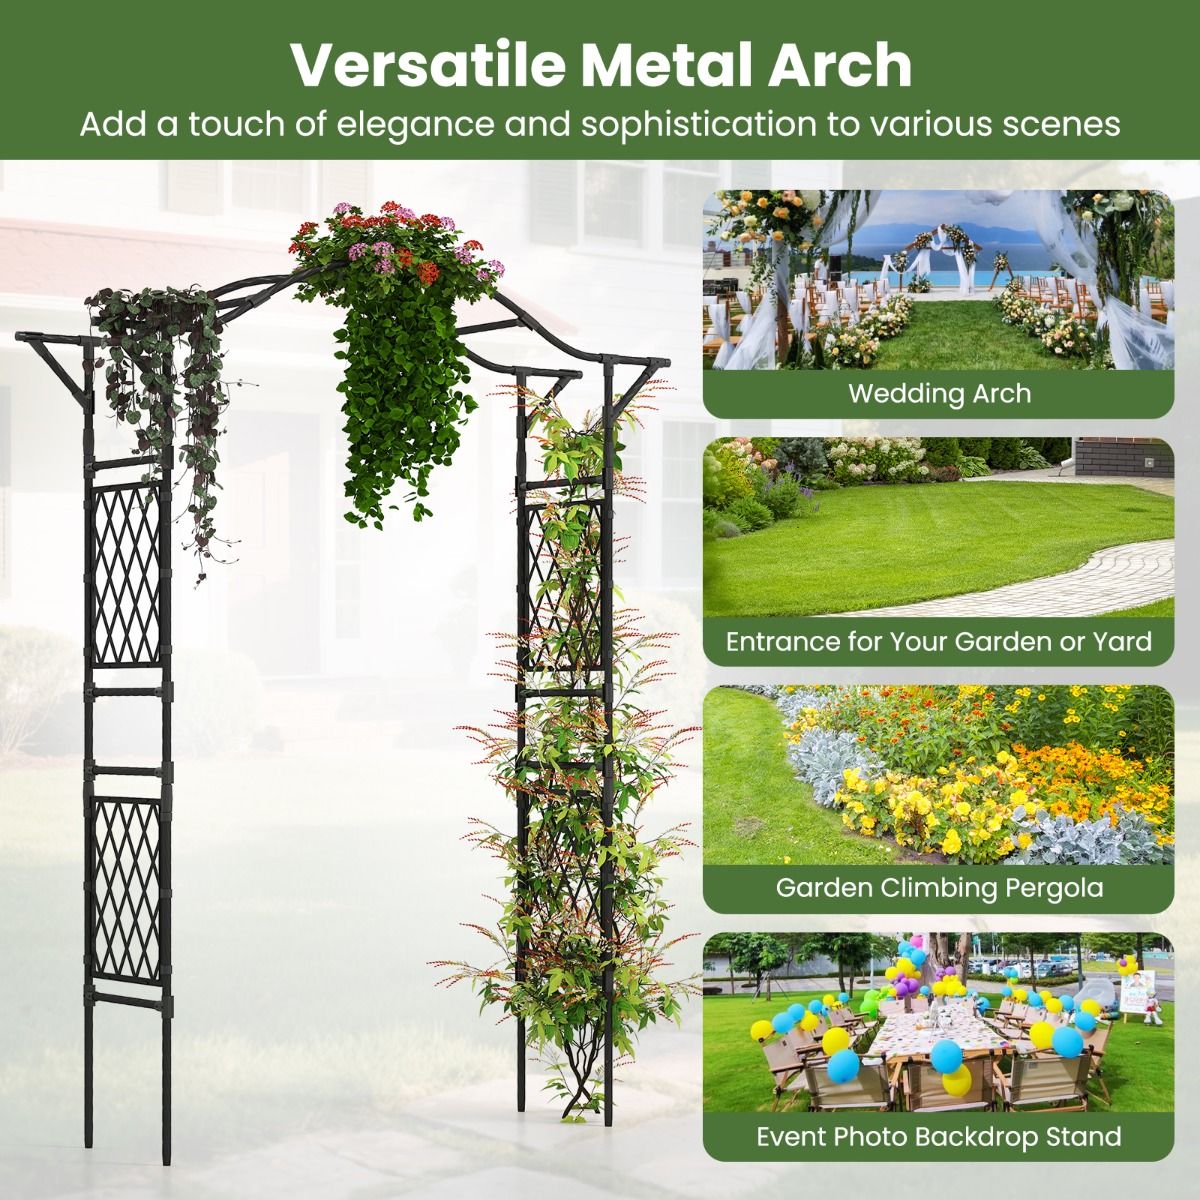 Versatile Metal Arch
Add a touch of elegance and sophistication to various scenes
Wedding Arch
Entrance for Your Garden or Yard
Garden Climbing Pergola
Event Photo Backdrop Stand